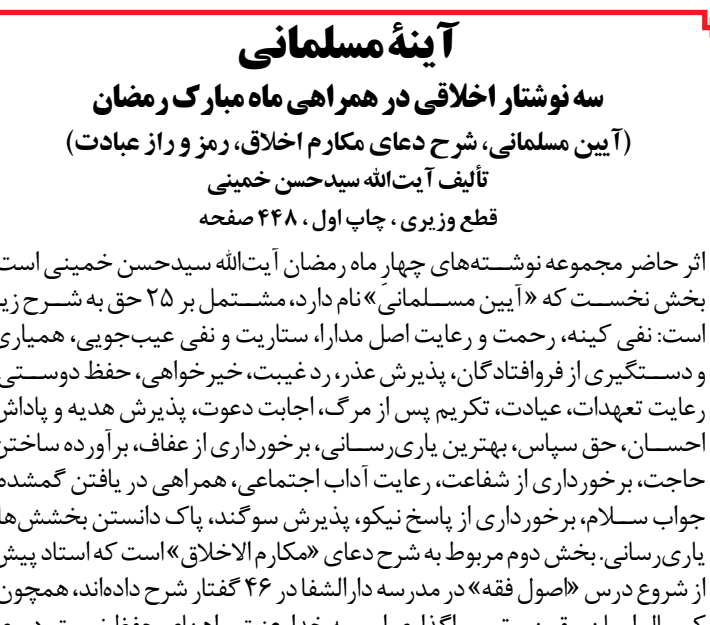 آینهٔ مسلمانی
سه نوشتار اخلاقی در همراهی ماه مبارک رمضان
(آیین مسلمانی، شرح دعای مکارم اخلاق، رمز و راز عبادت)
تألیف آیت‌الله سیدحسن خمینی
قطع وزیری ، چاپ اول ، ۴۴۸ صفحه
اثر حاضر مجموعه نوشته‌های چهار ماه رمضان آیت‌الله سیدحسن خمینی است
بخش نخست که «آیین مسلمانی» نام دارد، مشتمل بر ۲۵ حق به شرح زیر
است: نفی کینه، رحمت و رعایت اصل مدارا، ستاریت و نفی عیب‌جویی، همیاری
و دستگیری از فروافتادگان، پذیرش عذر، رد غیبت، خیرخواهی، حفظ دوستی
رعایت تعهدات، عیادت، تکریم پس از مرگ، اجابت دعوت، پذیرش هدیه و پاداش
احسان، حق سپاس، بهترین یاری‌رسانی، برخورداری از عفاف، برآورده ساختن
حاجت، برخورداری از شفاعت، رعایت آداب اجتماعی، همراهی در یافتن گمشده
جواب سلام، برخورداری از پاسخ نیکو، پذیرش سوگند، پاک دانستن بخشش‌ها
یاری‌رسانی. بخش دوم مربوط به شرح دعای «مکارم الاخلاق» است که استاد پیش
از شروع درس «اصول فقه» در مدرسه دارالشفا در ۴۶ گفتار شرح داده‌اند، همچون